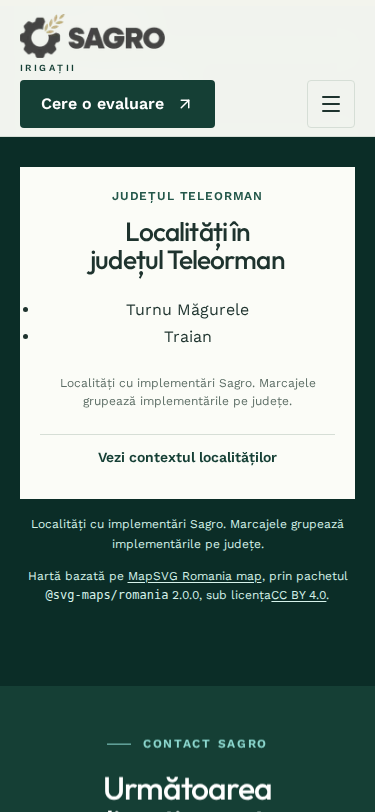 SAGRO
IRIGAȚII
Cere o evaluare
JUDEȚUL TELEORMAN
Localități în
județul Teleorman
Turnu Măgurele
Traian
Localități cu implementări Sagro. Marcajele
grupează implementările pe județe.
Vezi contextul localităților
Localități cu implementări Sagro. Marcajele grupează
implementările pe județe.
Hartă bazată pe MapSVG Romania map, prin pachetul
@svg-maps/romania 2.0.0, sub licențaCC BY 4.0.
CONTACT SAGRO
Următoarea